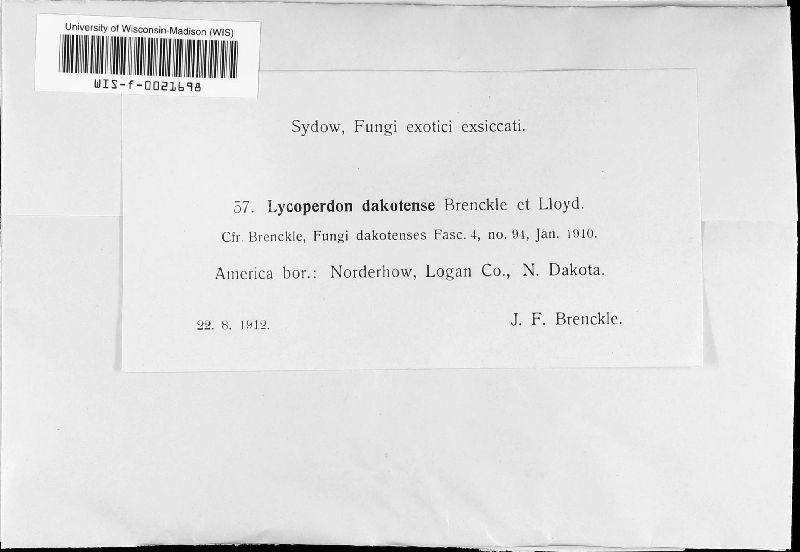 University of Wisconsin-Madison (WIS)
WIS-f-0021698
Sydow, Fungi exotici exsiccati.
37. Lycoperdon dakotense Brenckle et Lloyd.
Cfr. Brenckle, Fungi dakotenses Fasc. 4, no. 94, Jan. 1910.
America bor.: Norderhow, Logan Co., N. Dakota.
22. 8. 1912.
J. F. Brenckle.